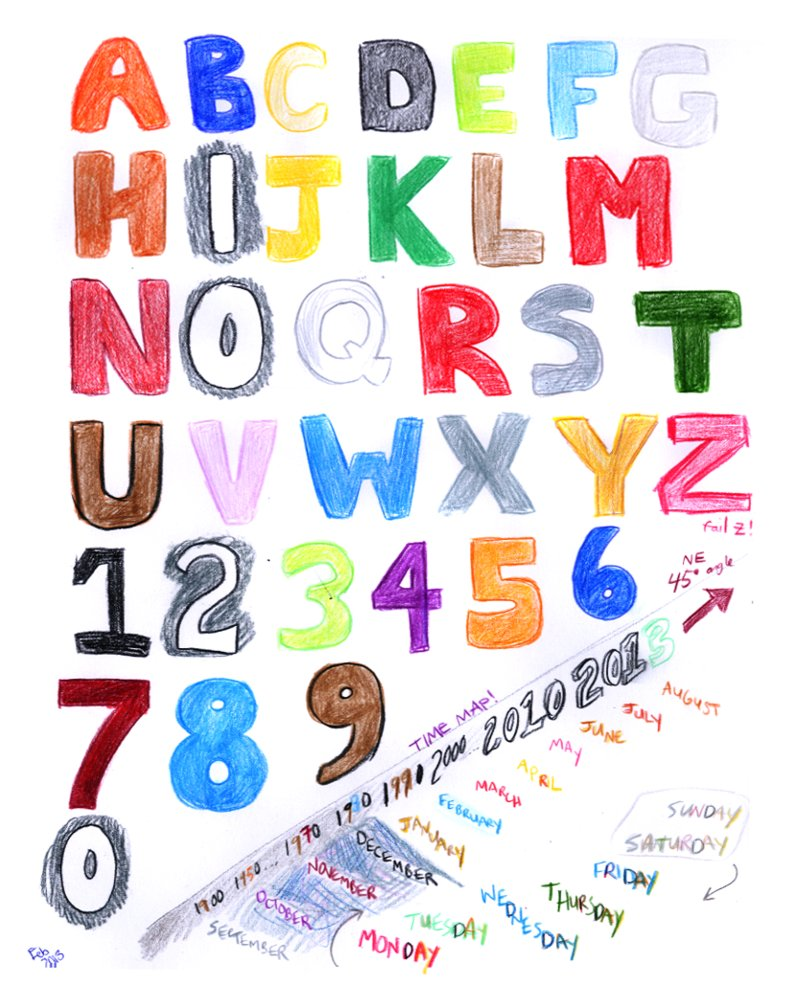 A B C D E F G
H I J K L M
N O Q R S T
U V W X Y Z
fail z!
1 2 3 4 5 6
NE
45° angle
7 8 9
0
TIME MAP!
1900 1950... 1970 1980 1990 2000... 2010 2013
JANUARY
FEBRUARY
MARCH
APRIL
MAY
JUNE
JULY
AUGUST
SEPTEMBER
OCTOBER
NOVEMBER
DECEMBER
MONDAY
TUESDAY
WEDNESDAY
THURSDAY
FRIDAY
SATURDAY
SUNDAY
Feb
2013